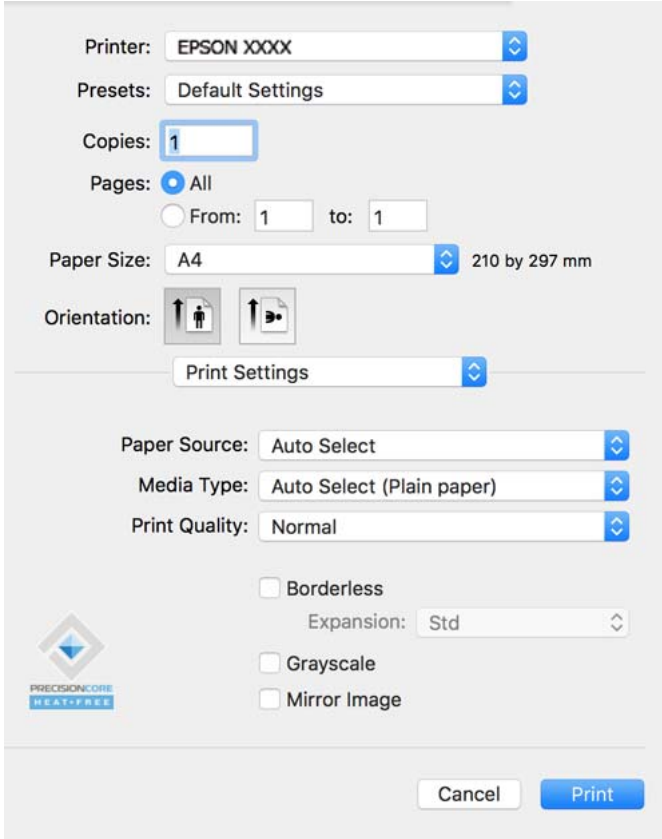 Printer: EPSON XXXX
Presets: Default Settings
Copies: 1
Pages: All
From: 1 to: 1
Paper Size: A4 210 by 297 mm
Orientation:
Print Settings
Paper Source: Auto Select
Media Type: Auto Select (Plain paper)
Print Quality: Normal
Borderless
Expansion: Std
Grayscale
Mirror Image
PRECISIONCORE
HEAT-FREE
Cancel Print